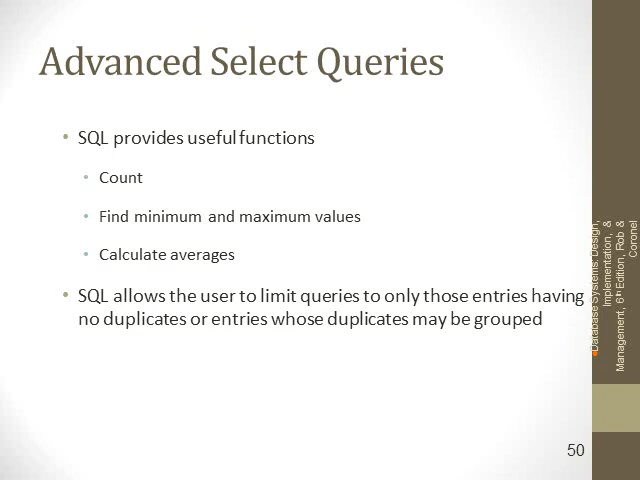 Advanced Select Queries
• SQL provides useful functions
• Count
• Find minimum and maximum values
• Calculate averages
• SQL allows the user to limit queries to only those entries having
no duplicates or entries whose duplicates may be grouped
Database Systems: Design,
Implementation, &
Management, 6th Edition, Rob &
Coronel
50